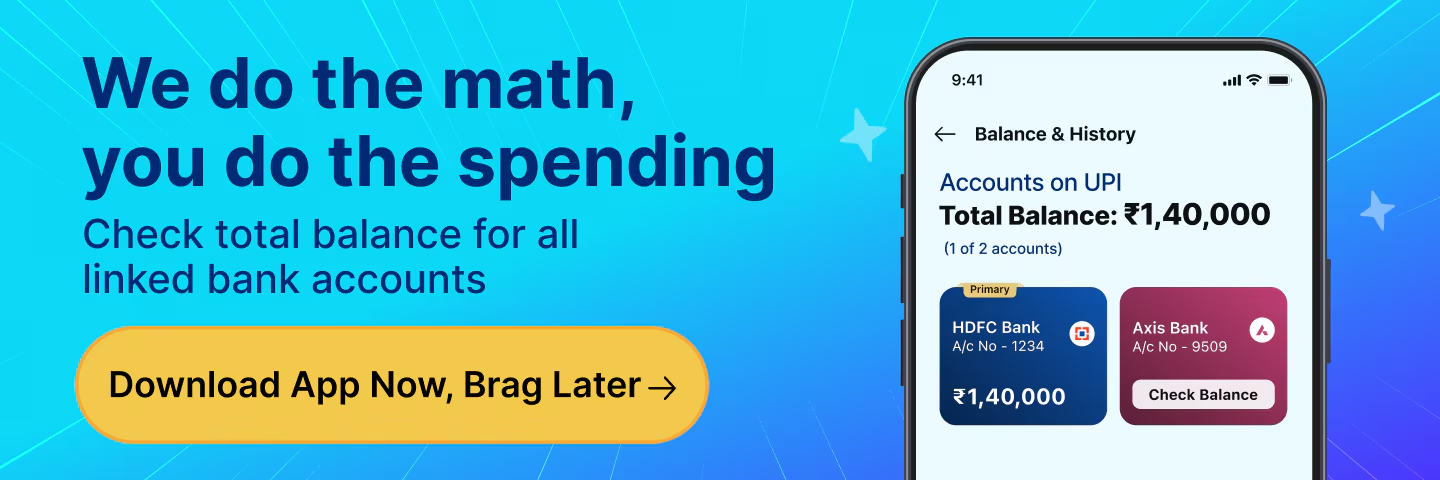 We do the math,
you do the spending
Check total balance for all
linked bank accounts
Download App Now, Brag Later→
9:41
← Balance & History
Accounts on UPI
Total Balance: ₹1,40,000
(1 of 2 accounts)
Primary
HDFC Bank
A/c No - 1234
₹1,40,000
Axis Bank
A/c No - 9509
Check Balance